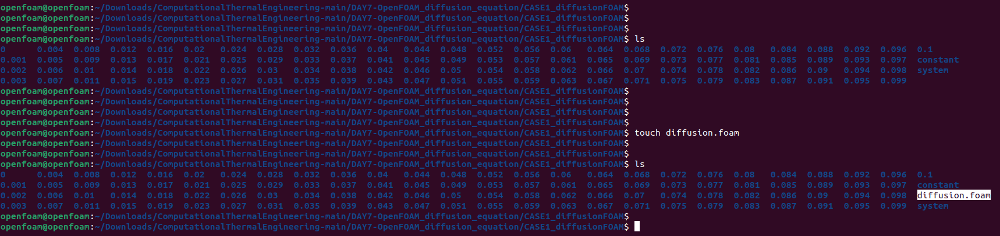 openfoam@openfoam:~/Downloads/ComputationalThermalEngineering-main/DAY7-OpenFOAM_diffusion_equation/CASE1_diffusionFOAM$
openfoam@openfoam:~/Downloads/ComputationalThermalEngineering-main/DAY7-OpenFOAM_diffusion_equation/CASE1_diffusionFOAM$
openfoam@openfoam:~/Downloads/ComputationalThermalEngineering-main/DAY7-OpenFOAM_diffusion_equation/CASE1_diffusionFOAM$
openfoam@openfoam:~/Downloads/ComputationalThermalEngineering-main/DAY7-OpenFOAM_diffusion_equation/CASE1_diffusionFOAM$ ls
0 0.004 0.008 0.012 0.016 0.02 0.024 0.028 0.032 0.036 0.04 0.044 0.048 0.052 0.056 0.06 0.064 0.068 0.072 0.076 0.08 0.084 0.088 0.092 0.096 0.1
0.001 0.005 0.009 0.013 0.017 0.021 0.025 0.029 0.033 0.037 0.041 0.045 0.049 0.053 0.057 0.061 0.065 0.069 0.073 0.077 0.081 0.085 0.089 0.093 0.097 constant
0.002 0.006 0.01 0.014 0.018 0.022 0.026 0.03 0.034 0.038 0.042 0.046 0.05 0.054 0.058 0.062 0.066 0.07 0.074 0.078 0.082 0.086 0.09 0.094 0.098 system
0.003 0.007 0.011 0.015 0.019 0.023 0.027 0.031 0.035 0.039 0.043 0.047 0.051 0.055 0.059 0.063 0.067 0.071 0.075 0.079 0.083 0.087 0.091 0.095 0.099
openfoam@openfoam:~/Downloads/ComputationalThermalEngineering-main/DAY7-OpenFOAM_diffusion_equation/CASE1_diffusionFOAM$
openfoam@openfoam:~/Downloads/ComputationalThermalEngineering-main/DAY7-OpenFOAM_diffusion_equation/CASE1_diffusionFOAM$
openfoam@openfoam:~/Downloads/ComputationalThermalEngineering-main/DAY7-OpenFOAM_diffusion_equation/CASE1_diffusionFOAM$
openfoam@openfoam:~/Downloads/ComputationalThermalEngineering-main/DAY7-OpenFOAM_diffusion_equation/CASE1_diffusionFOAM$
openfoam@openfoam:~/Downloads/ComputationalThermalEngineering-main/DAY7-OpenFOAM_diffusion_equation/CASE1_diffusionFOAM$ touch diffusion.foam
openfoam@openfoam:~/Downloads/ComputationalThermalEngineering-main/DAY7-OpenFOAM_diffusion_equation/CASE1_diffusionFOAM$
openfoam@openfoam:~/Downloads/ComputationalThermalEngineering-main/DAY7-OpenFOAM_diffusion_equation/CASE1_diffusionFOAM$
openfoam@openfoam:~/Downloads/ComputationalThermalEngineering-main/DAY7-OpenFOAM_diffusion_equation/CASE1_diffusionFOAM$ ls
0 0.004 0.008 0.012 0.016 0.02 0.024 0.028 0.032 0.036 0.04 0.044 0.048 0.052 0.056 0.06 0.064 0.068 0.072 0.076 0.08 0.084 0.088 0.092 0.096 0.1
0.001 0.005 0.009 0.013 0.017 0.021 0.025 0.029 0.033 0.037 0.041 0.045 0.049 0.053 0.057 0.061 0.065 0.069 0.073 0.077 0.081 0.085 0.089 0.093 0.097 constant
0.002 0.006 0.01 0.014 0.018 0.022 0.026 0.03 0.034 0.038 0.042 0.046 0.05 0.054 0.058 0.062 0.066 0.07 0.074 0.078 0.082 0.086 0.09 0.094 0.098 diffusion.foam
0.003 0.007 0.011 0.015 0.019 0.023 0.027 0.031 0.035 0.039 0.043 0.047 0.051 0.055 0.059 0.063 0.067 0.071 0.075 0.079 0.083 0.087 0.091 0.095 0.099 system
openfoam@openfoam:~/Downloads/ComputationalThermalEngineering-main/DAY7-OpenFOAM_diffusion_equation/CASE1_diffusionFOAM$
openfoam@openfoam:~/Downloads/ComputationalThermalEngineering-main/DAY7-OpenFOAM_diffusion_equation/CASE1_diffusionFOAM$